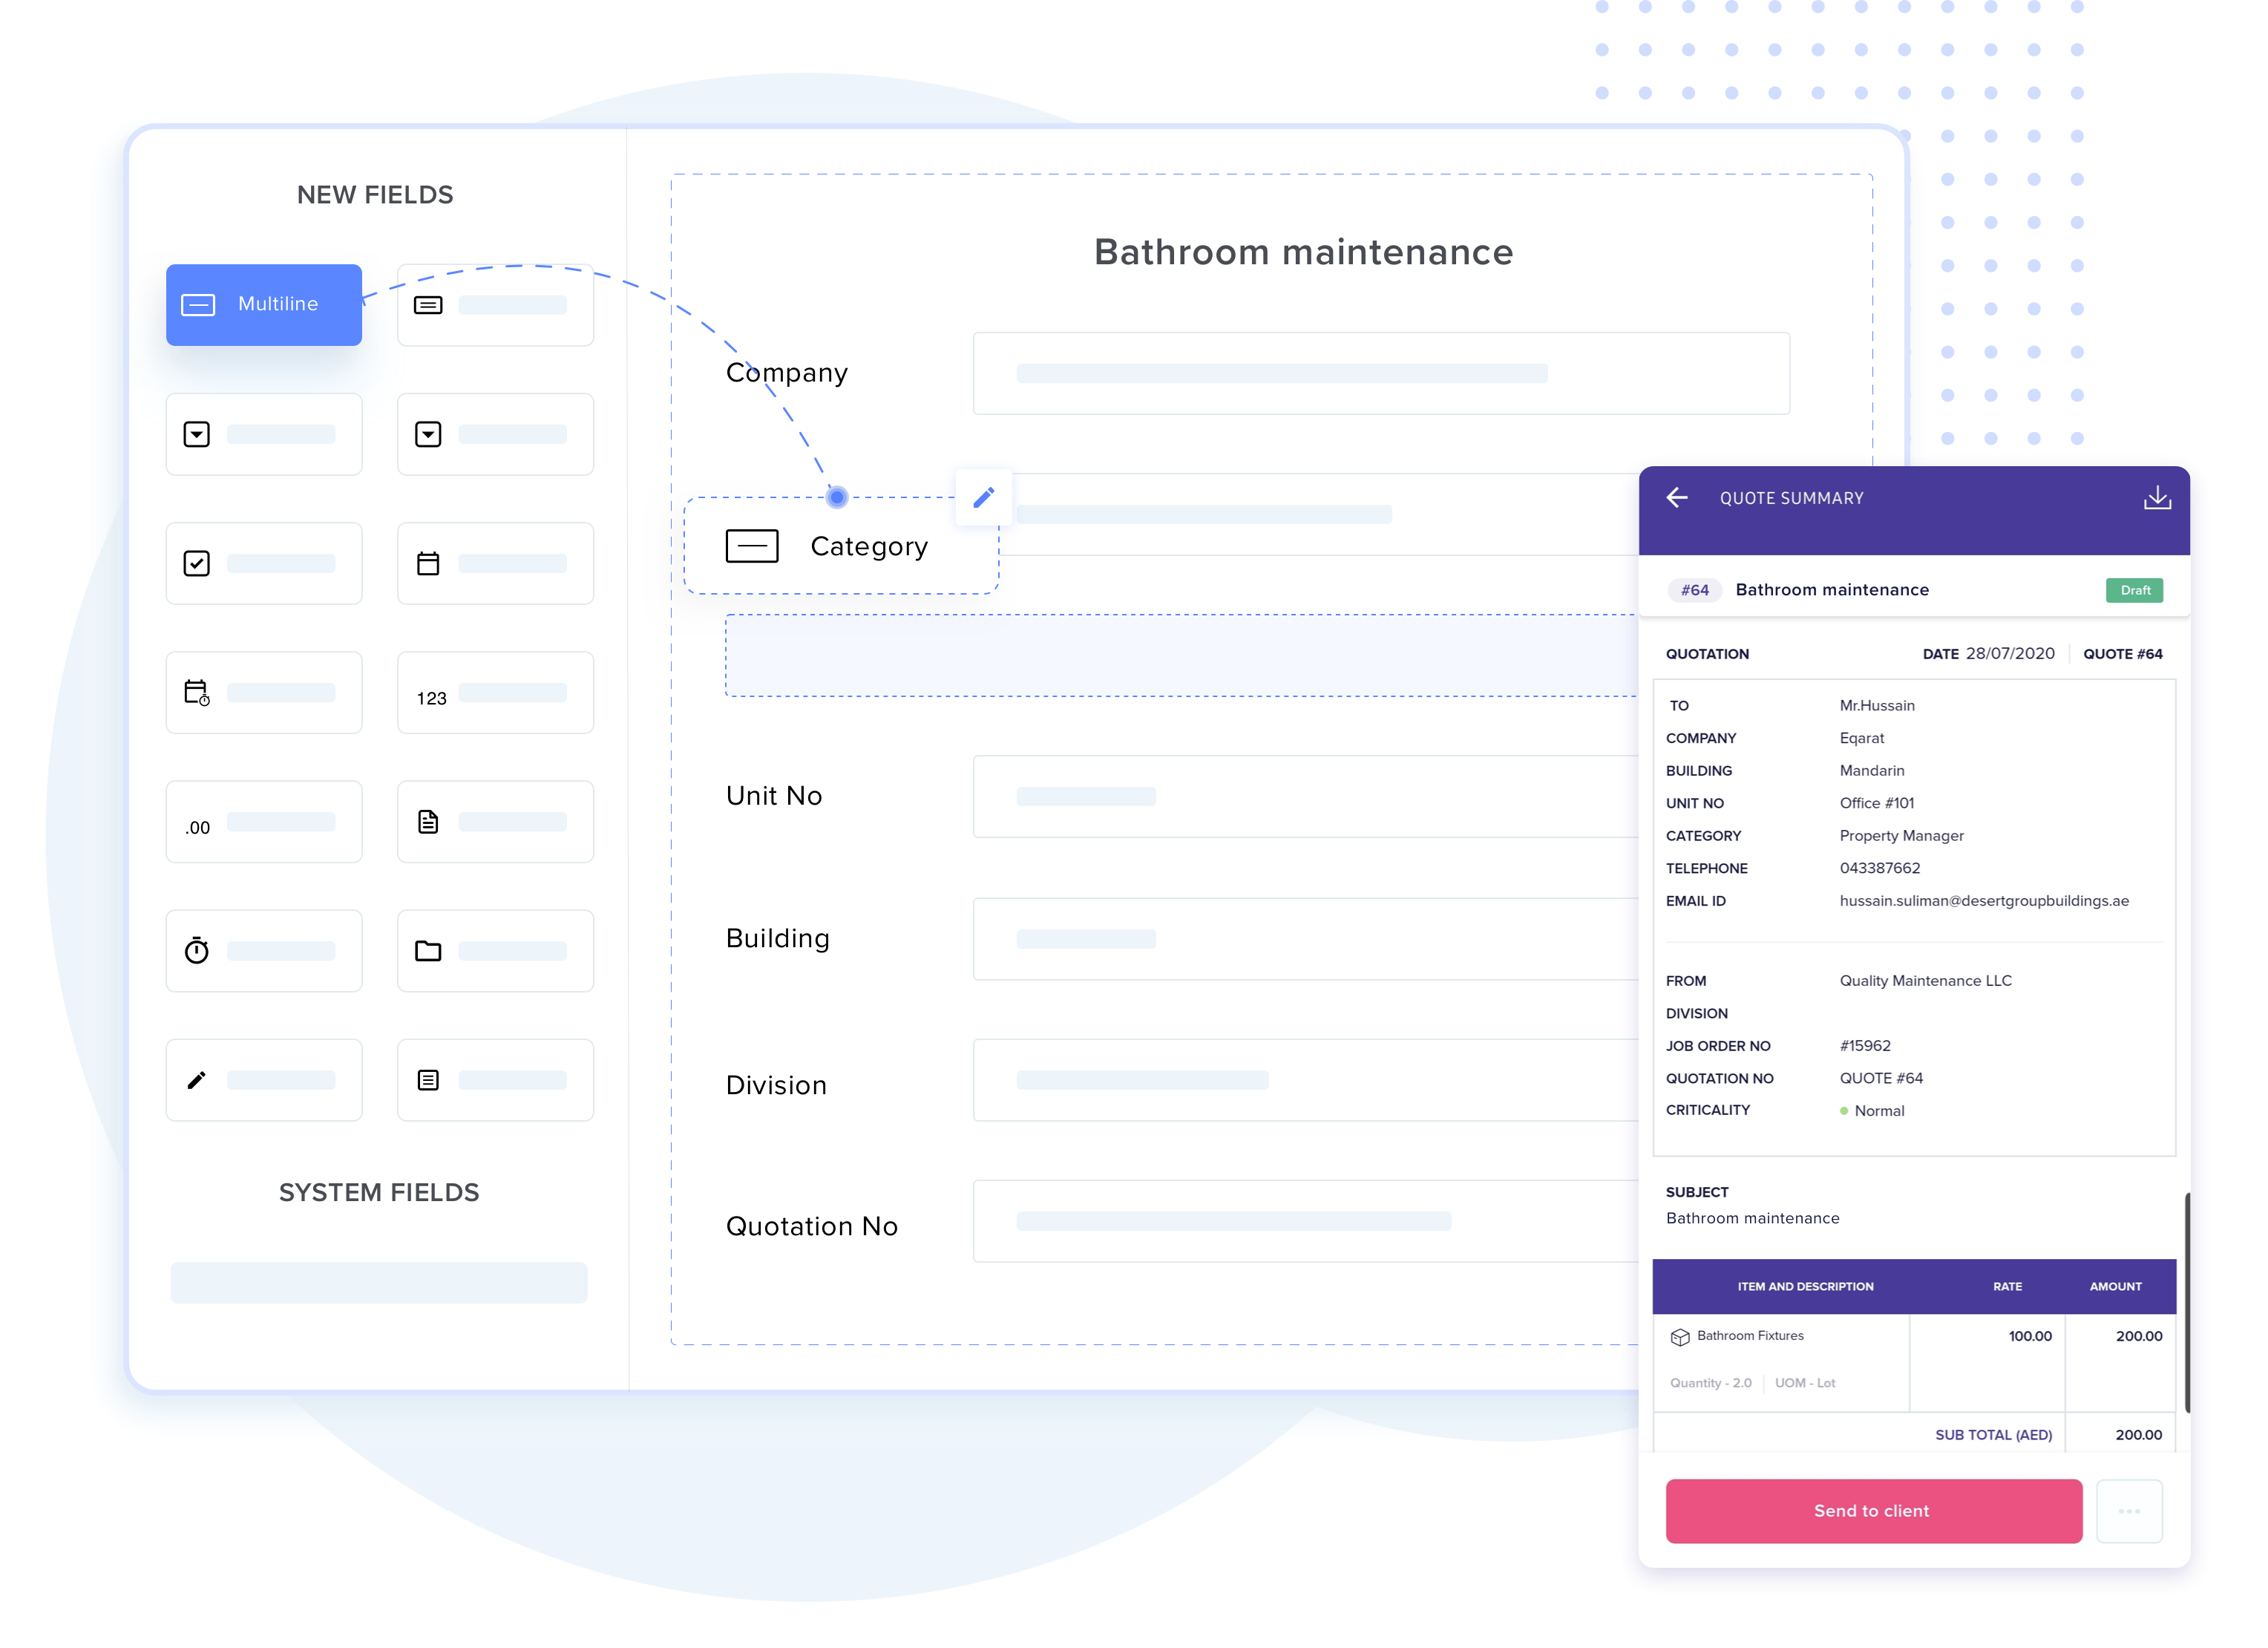 NEW FIELDS
Multiline
123
.00
SYSTEM FIELDS
Bathroom maintenance
Company
Category
Unit No
Building
Division
Quotation No
QUOTE SUMMARY
#64 Bathroom maintenance Draft
QUOTATION DATE 28/07/2020 QUOTE #64
TO Mr.Hussain
COMPANY Eqarat
BUILDING Mandarin
UNIT NO Office #101
CATEGORY Property Manager
TELEPHONE 043387662
EMAIL ID hussain.suliman@desertgroupbuildings.ae
FROM Quality Maintenance LLC
DIVISION
JOB ORDER NO #15962
QUOTATION NO QUOTE #64
CRITICALITY Normal
SUBJECT
Bathroom maintenance
ITEM AND DESCRIPTION RATE AMOUNT
Bathroom Fixtures 100.00 200.00
Quantity - 2.0 UOM - Lot
SUB TOTAL (AED) 200.00
Send to client